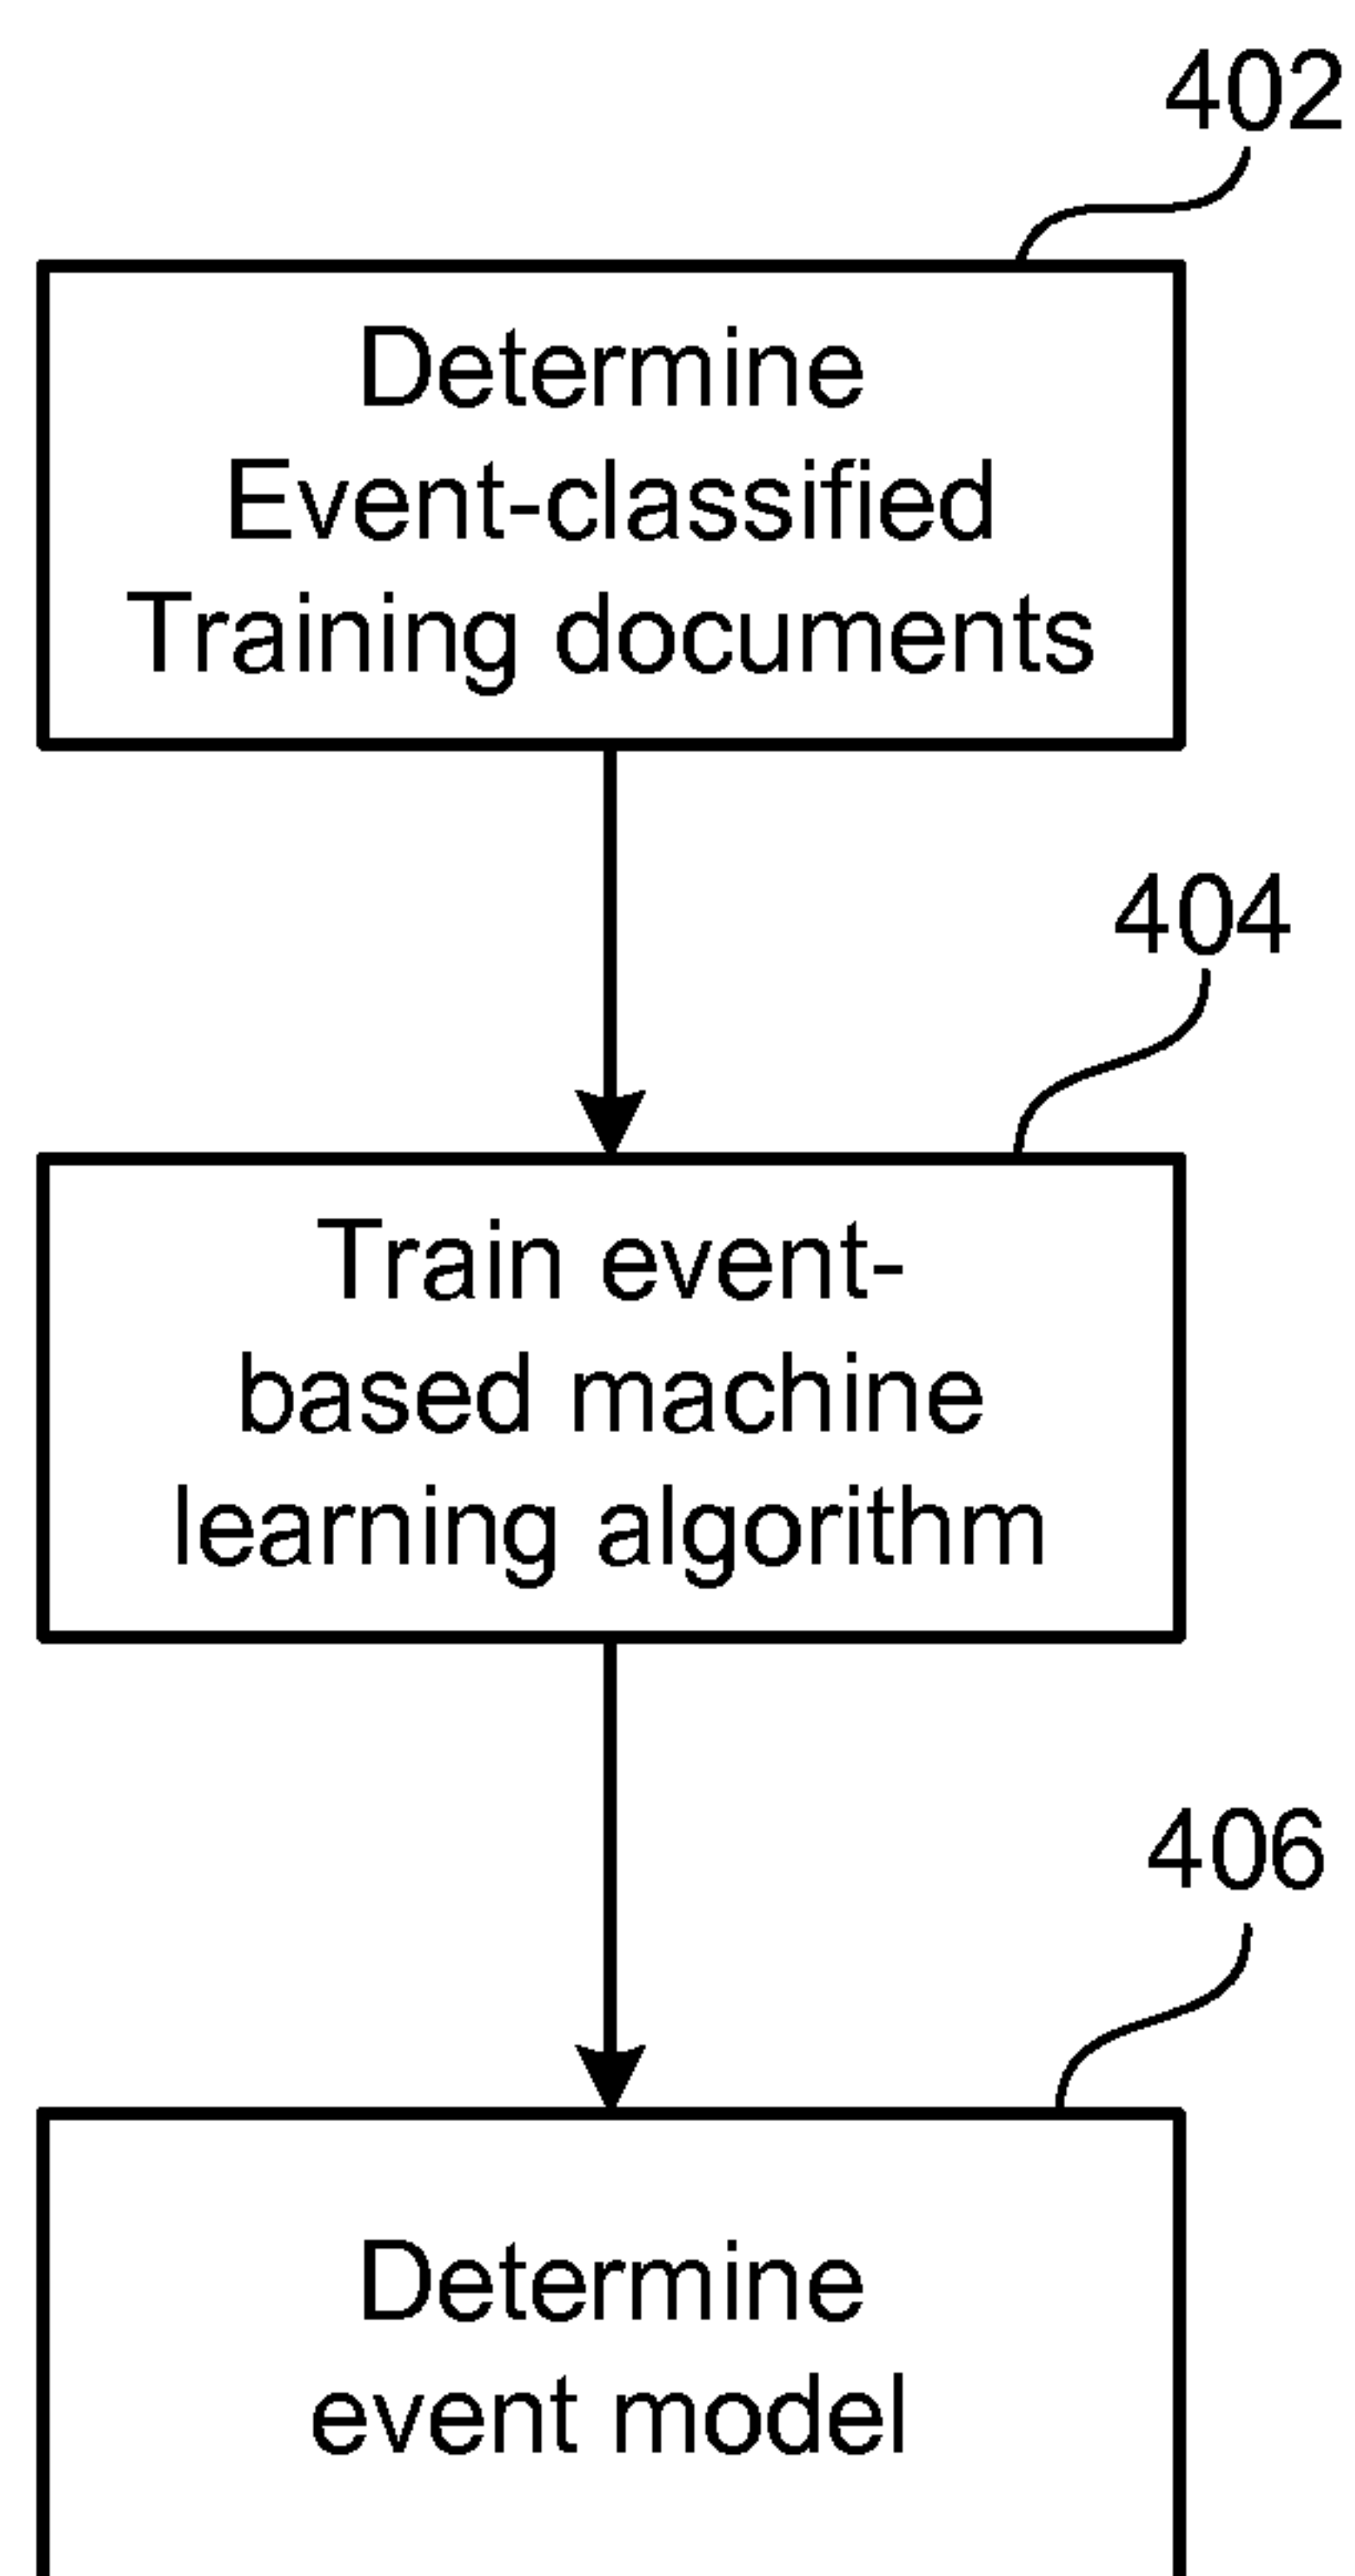 402
Determine
Event-classified
Training documents
404
Train event-
based machine
learning algorithm
406
Determine
event model